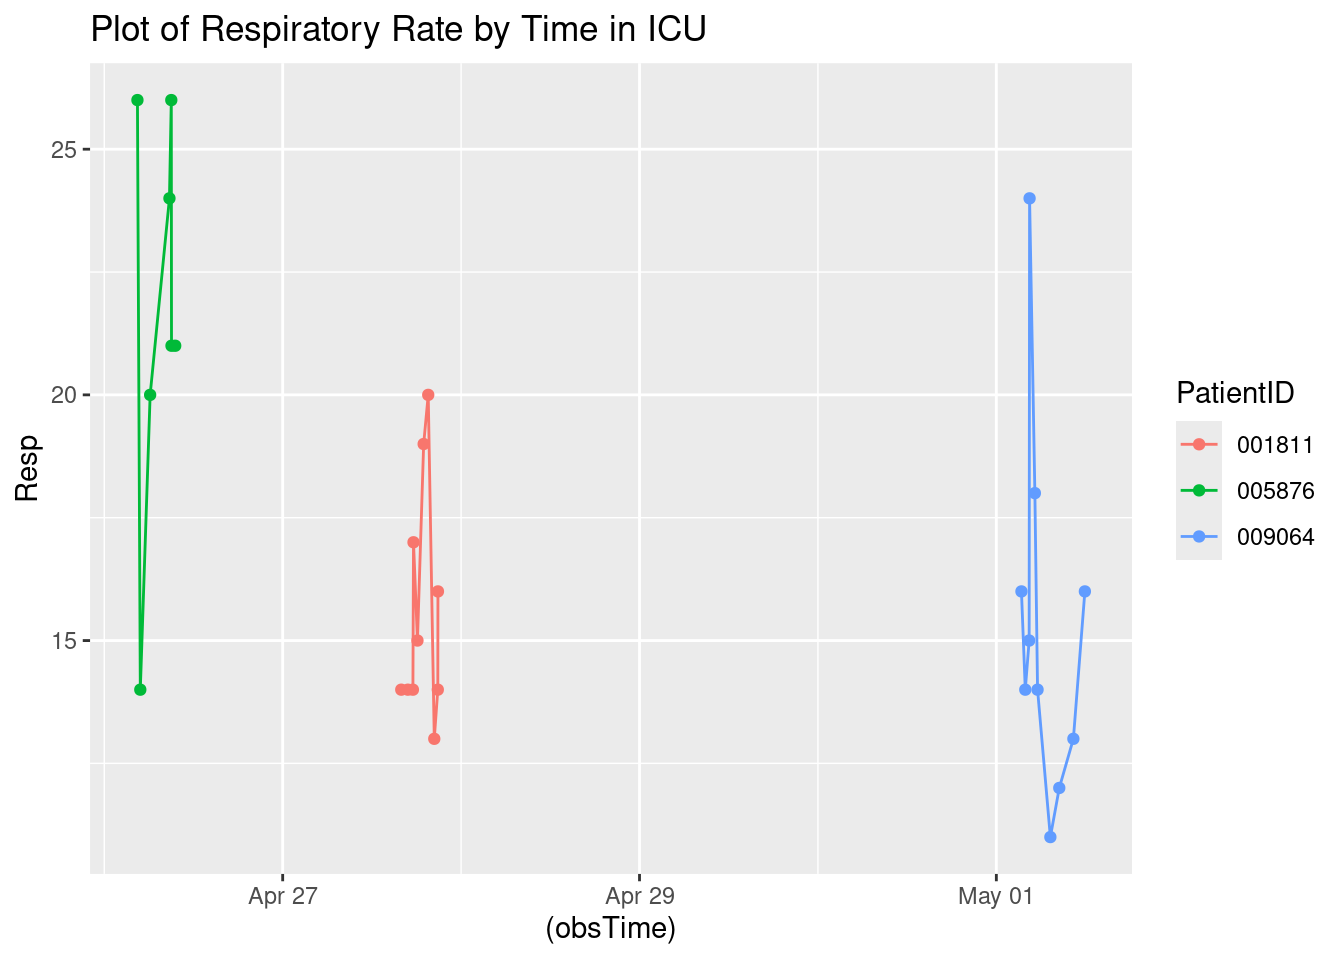 Plot of Respiratory Rate by Time in ICU
25
20
15
Resp
Apr 27
Apr 29
May 01
(obsTime)
PatientID
001811
005876
009064